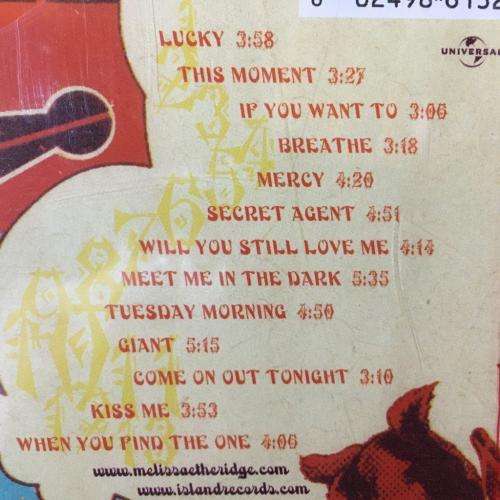 0 02498 6152
UNIVERSAL
LUCKY 3:58
THIS MOMENT 3:27
IF YOU WANT TO 3:06
BREATHE 3:18
MERCY 4:20
SECRET AGENT 4:51
WILL YOU STILL LOVE ME 4:14
MEET ME IN THE DARK 5:35
TUESDAY MORNING 4:50
GIANT 5:15
COME ON OUT TONIGHT 3:10
KISS ME 3:53
WHEN YOU FIND THE ONE 4:06
www.melissaetheridge.com
www.islandrecords.com